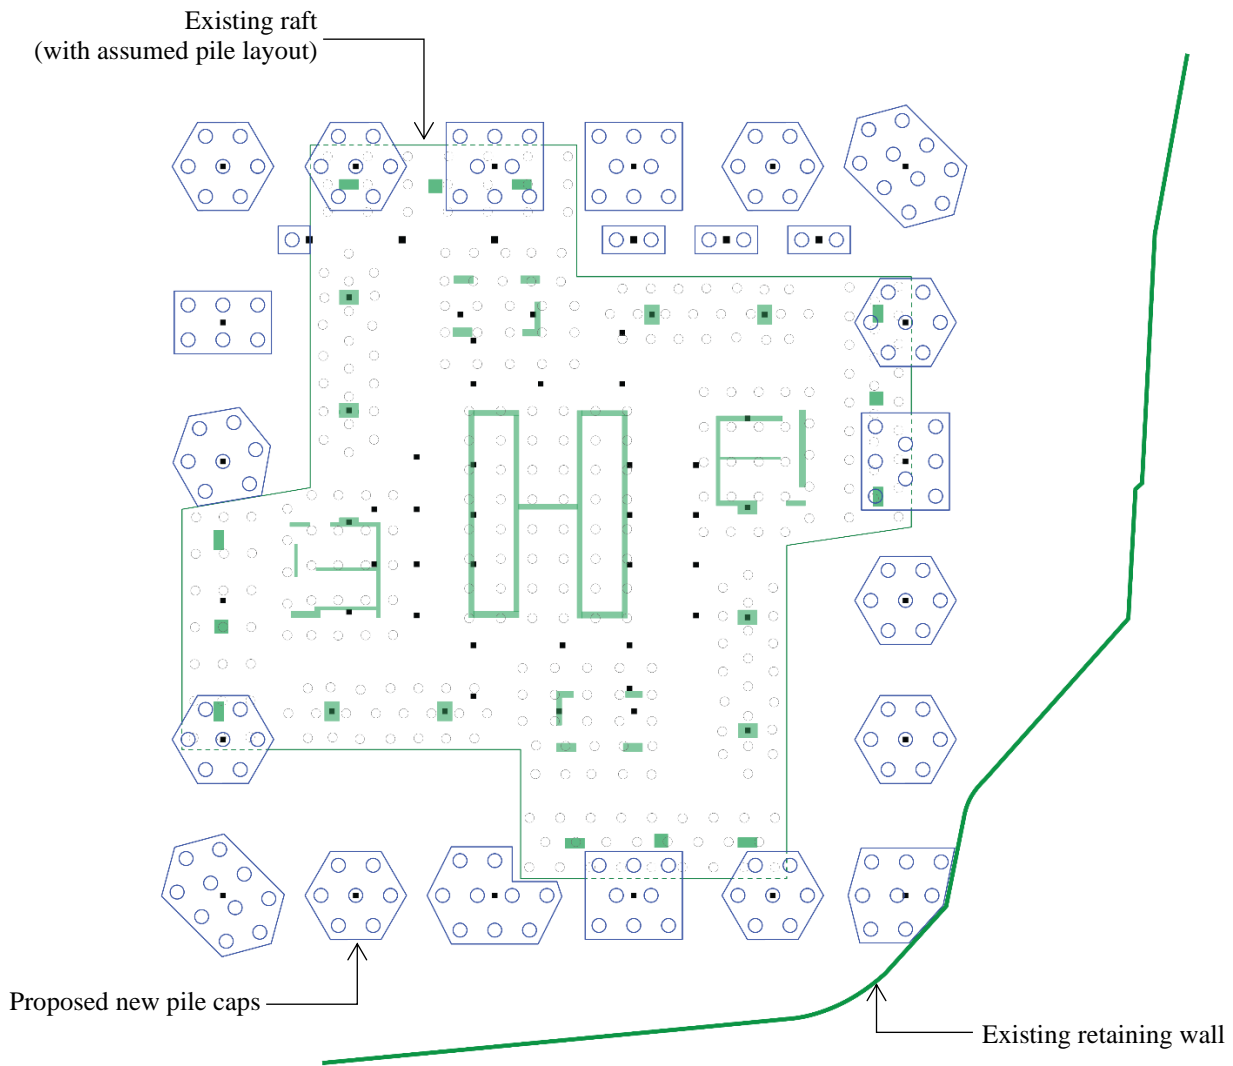 Existing raft
(with assumed pile layout)
Proposed new pile caps
Existing retaining wall